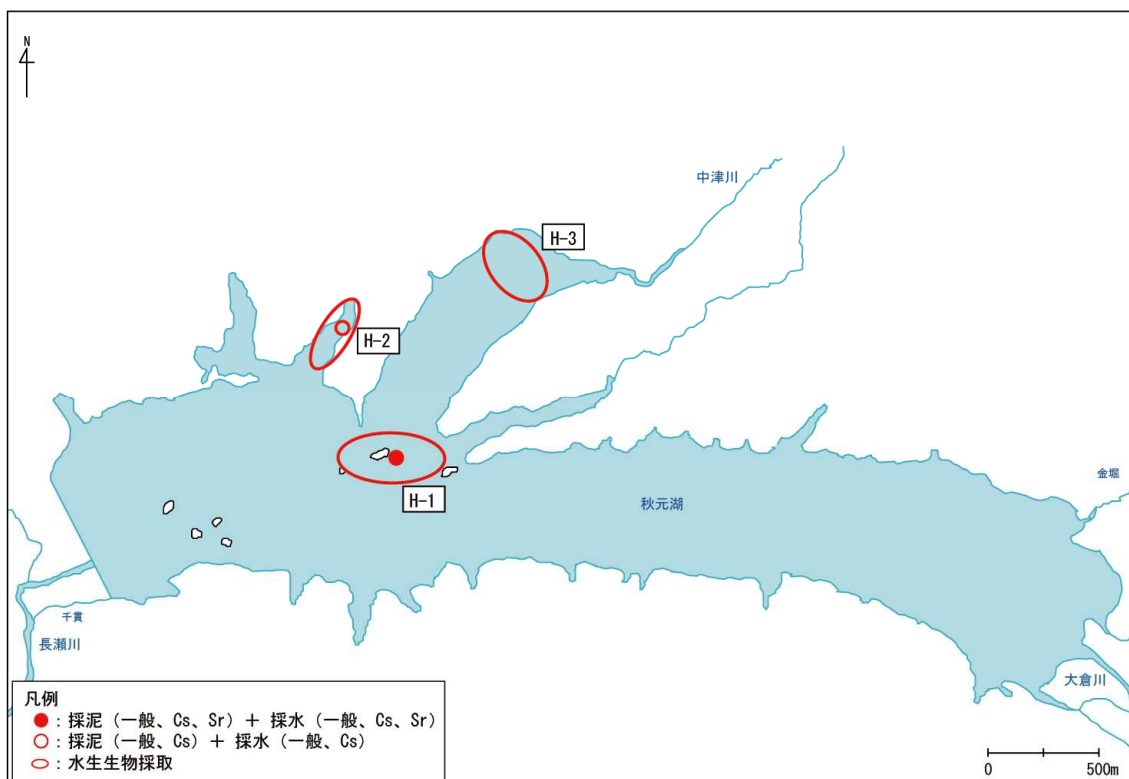 N
中津川
H-3
H-2
H-1
秋元湖
金堀
千貫
長瀬川
大倉川
凡例
：採泥（一般、Cs、Sr）＋ 採水（一般、Cs、Sr）
：採泥（一般、Cs）＋ 採水（一般、Cs）
：水生生物採取
0 500m